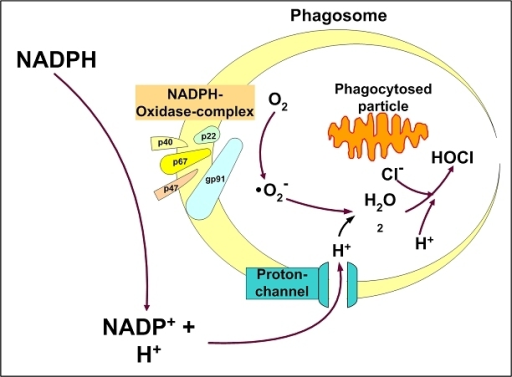 Phagosome
NADPH
NADPH-
Oxidase-complex
p40
p22
p67
p47
gp91
O2
•O2-
Phagocytosed
particle
Cl-
HOCl
H2O
2
H+
H+
Proton-
channel
NADP+ +
H+